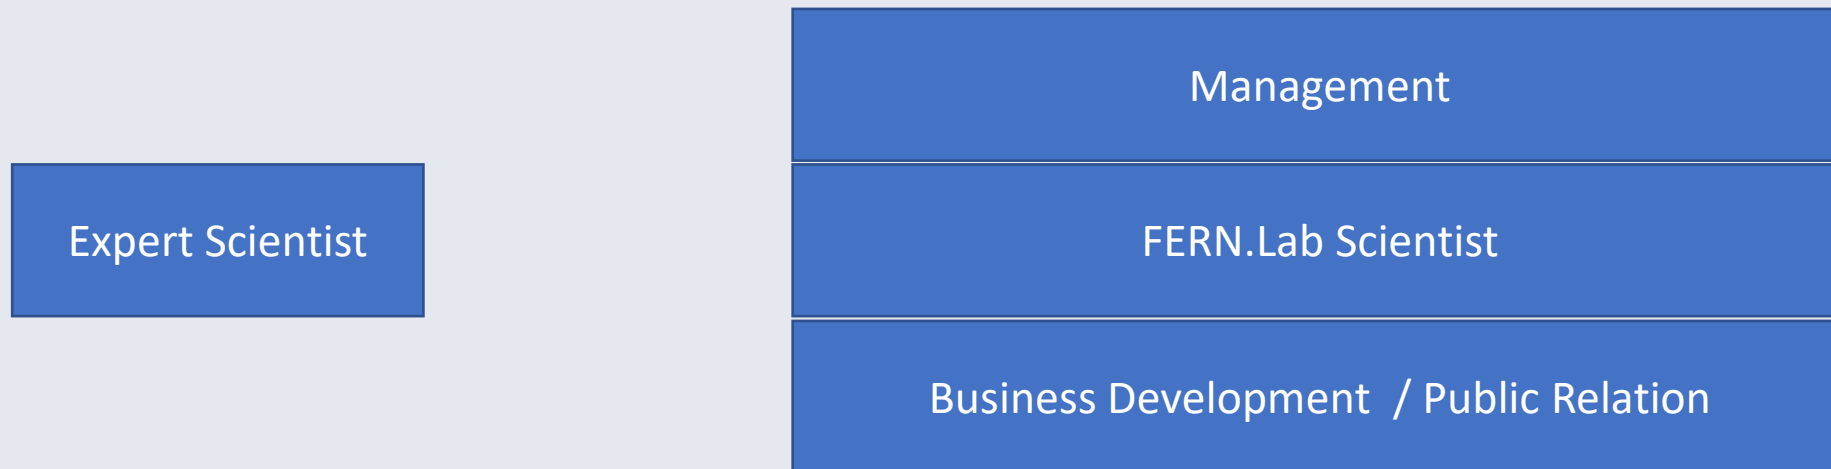 Management
Expert Scientist
FERN.Lab Scientist
Business Development / Public Relation